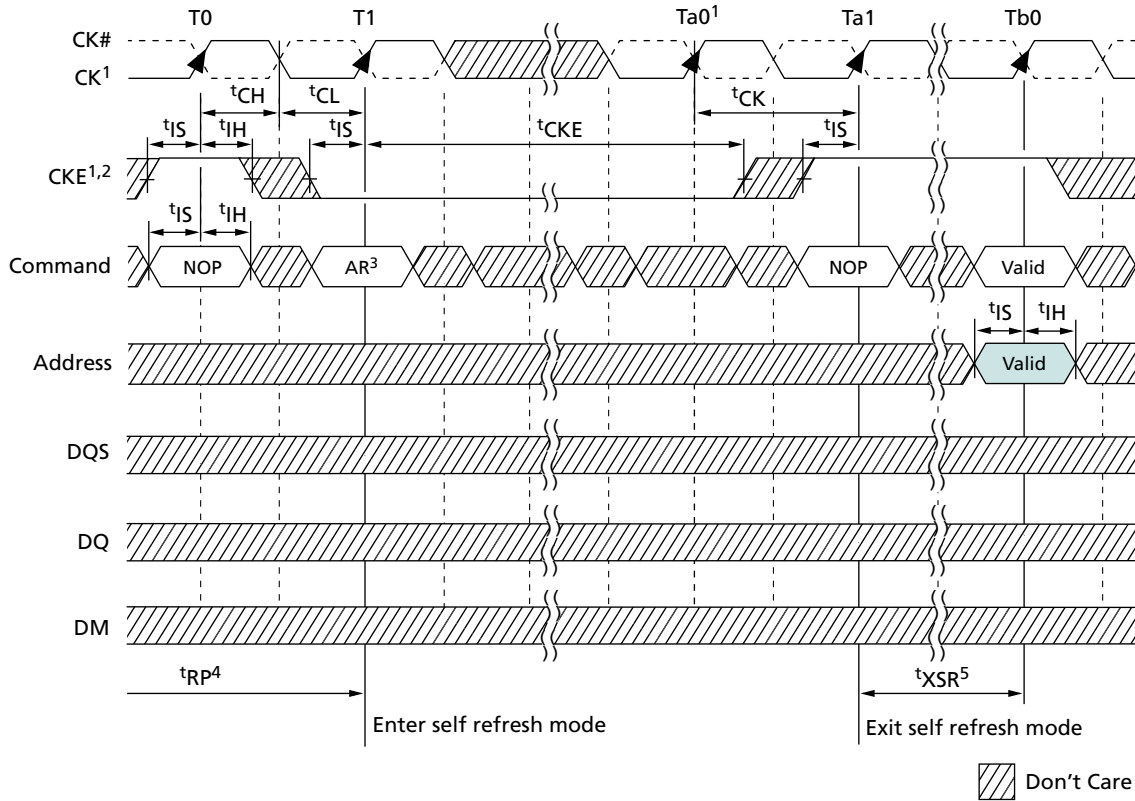 T0 T1 Ta0¹ Ta1 Tb0
CK#
CK¹
tCH tCL tCK
tIS tIH tIS tCKE tIS
CKE¹,²
tIS tIH
Command NOP AR³ NOP Valid
tIS tIH
Address Valid
DQS
DQ
DM
tRP⁴ tXSR⁵
Enter self refresh mode Exit self refresh mode
Don't Care